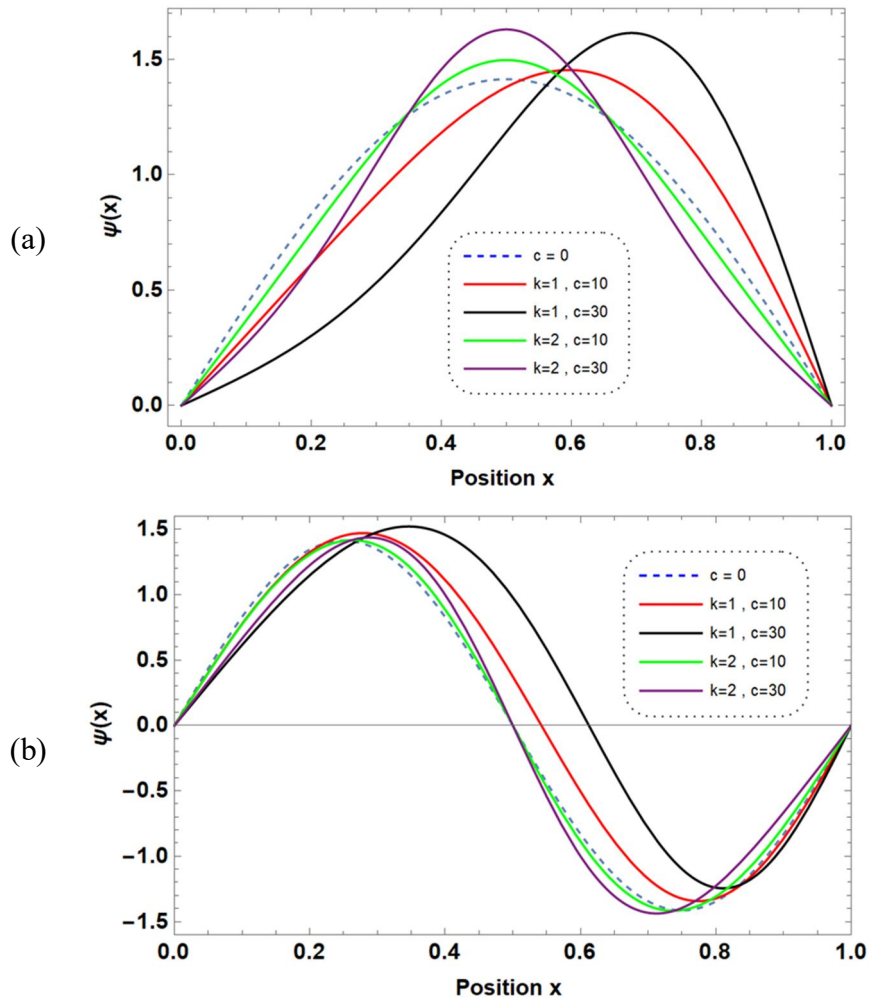 (a)
ψ(x)
1.5
1.0
0.5
0.0
c = 0
k=1 , c=10
k=1 , c=30
k=2 , c=10
k=2 , c=30
0.0 0.2 0.4 0.6 0.8 1.0
Position x
(b)
ψ(x)
1.5
1.0
0.5
0.0
−0.5
−1.0
−1.5
c = 0
k=1 , c=10
k=1 , c=30
k=2 , c=10
k=2 , c=30
0.0 0.2 0.4 0.6 0.8 1.0
Position x